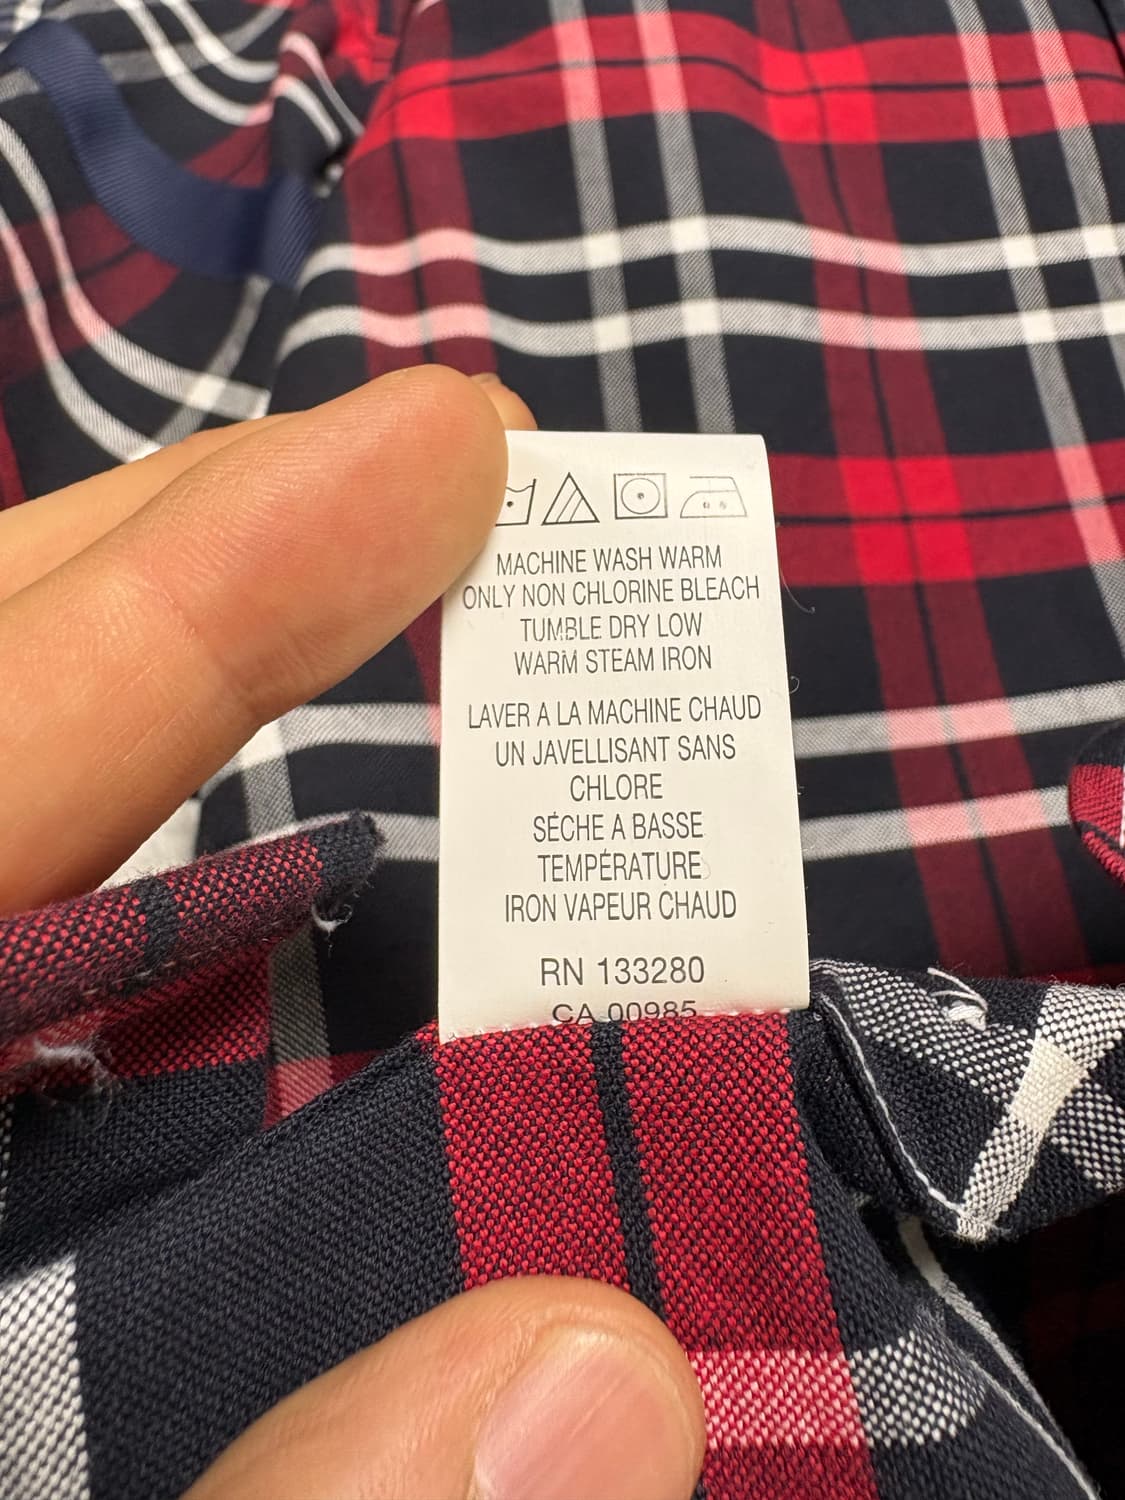 MACHINE WASH WARM
ONLY NON CHLORINE BLEACH
TUMBLE DRY LOW
WARM STEAM IRON
LAVER A LA MACHINE CHAUD
UN JAVELLISANT SANS
CHLORE
SÉCHE A BASSE
TEMPÉRATURE
IRON VAPEUR CHAUD
RN 133280
CA 00985